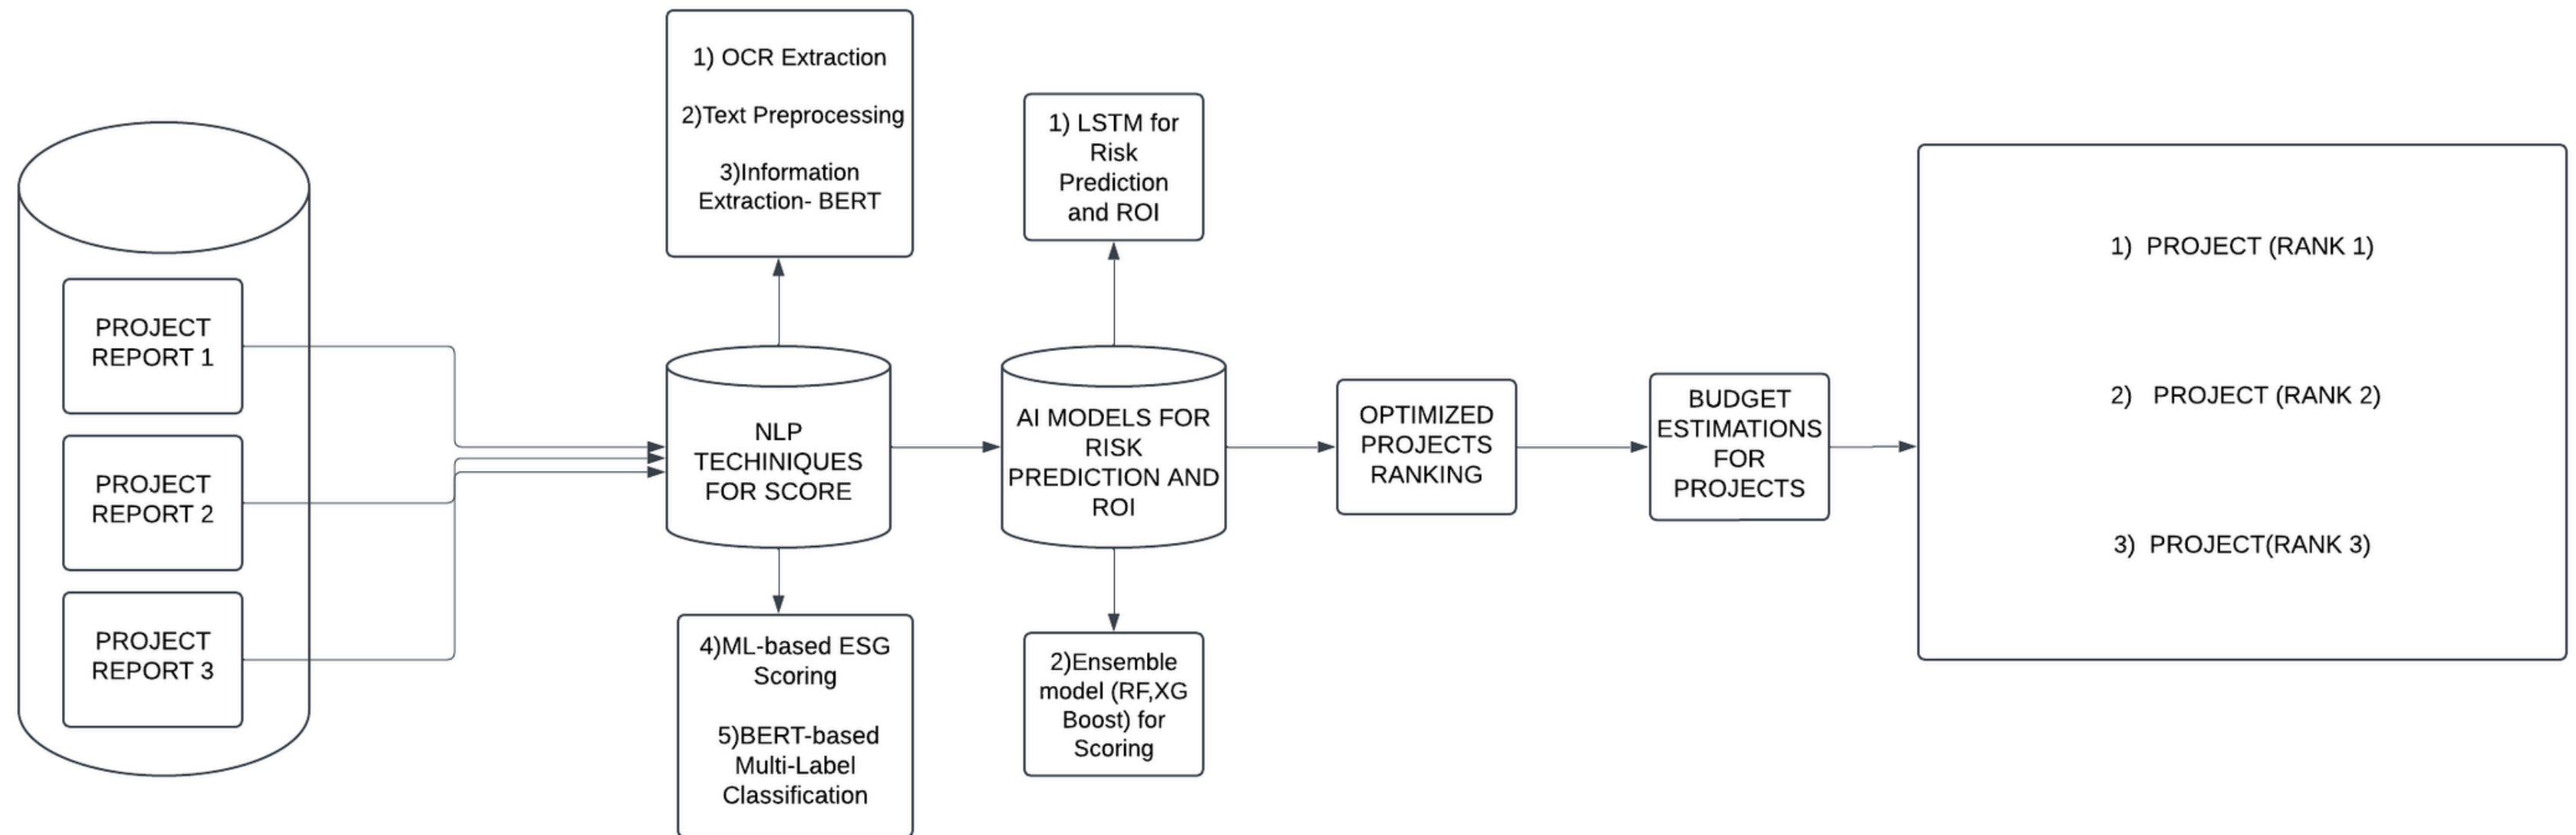 PROJECT
REPORT 1
PROJECT
REPORT 2
PROJECT
REPORT 3
1) OCR Extraction
2)Text Preprocessing
3)Information
Extraction- BERT
NLP
TECHINIQUES
FOR SCORE
4)ML-based ESG
Scoring
5)BERT-based
Multi-Label
Classification
1) LSTM for
Risk
Prediction
and ROI
AI MODELS FOR
RISK
PREDICTION AND
ROI
2)Ensemble
model (RF,XG
Boost) for
Scoring
OPTIMIZED
PROJECTS
RANKING
BUDGET
ESTIMATIONS
FOR
PROJECTS
1) PROJECT (RANK 1)
2) PROJECT (RANK 2)
3) PROJECT(RANK 3)